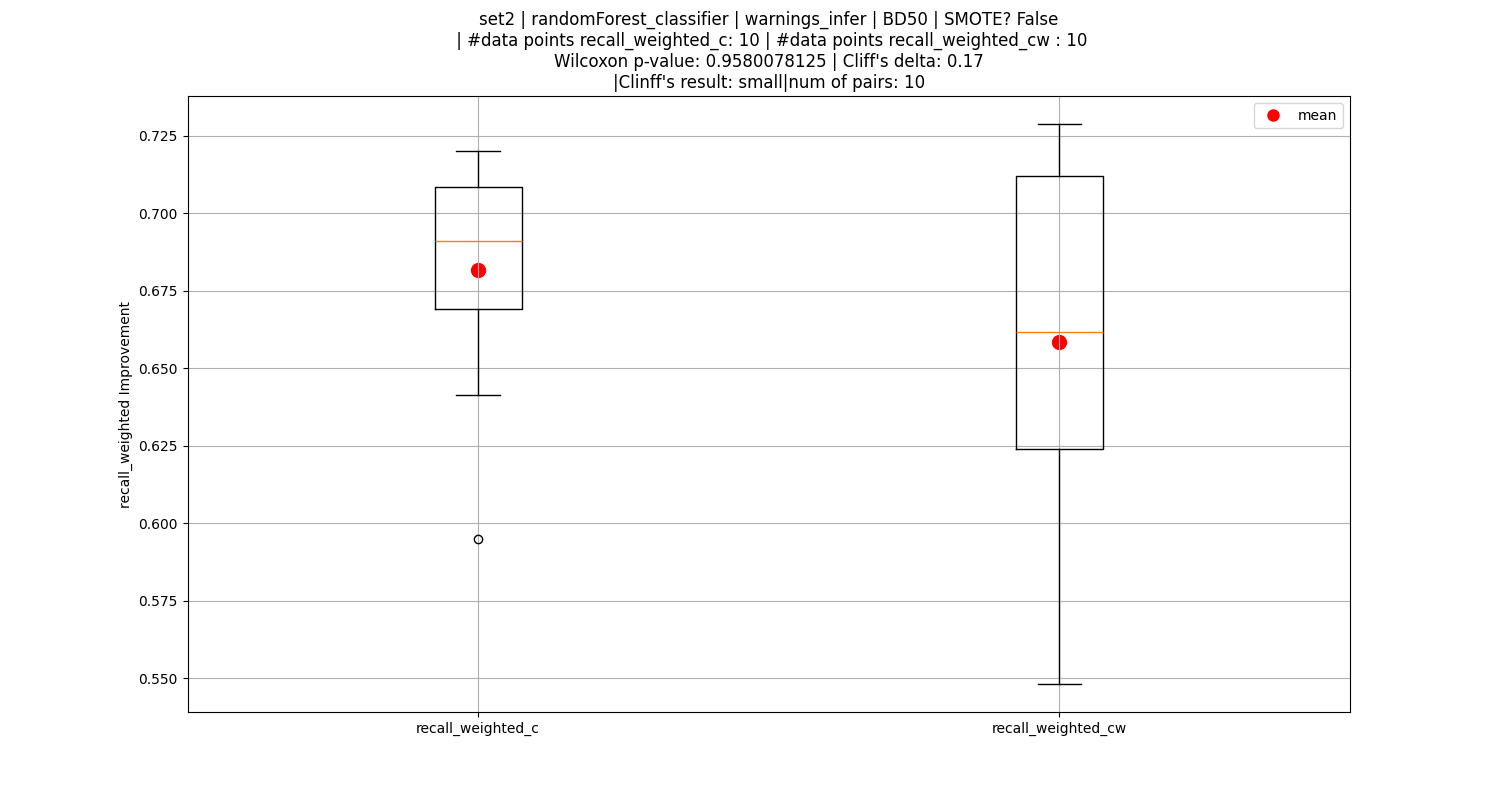 set2 | randomForest_classifier | warnings_infer | BD50 | SMOTE? False
| #data points recall_weighted_c: 10 | #data points recall_weighted_cw : 10
Wilcoxon p-value: 0.9580078125 | Cliff's delta: 0.17
|Clinff's result: small|num of pairs: 10
mean
recall_weighted Improvement
0.725
0.700
0.675
0.650
0.625
0.600
0.575
0.550
recall_weighted_c
recall_weighted_cw